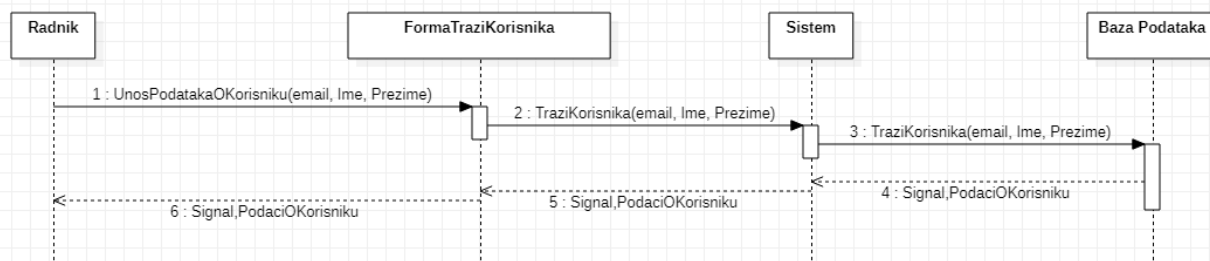 Radnik
FormaTraziKorisnika
Sistem
Baza Podataka
1 : UnosPodatakaOKorisniku(email, Ime, Prezime)
2 : TraziKorisnika(email, Ime, Prezime)
3 : TraziKorisnika(email, Ime, Prezime)
4 : Signal,PodaciOKorisniku
5 : Signal,PodaciOKorisniku
6 : Signal,PodaciOKorisniku